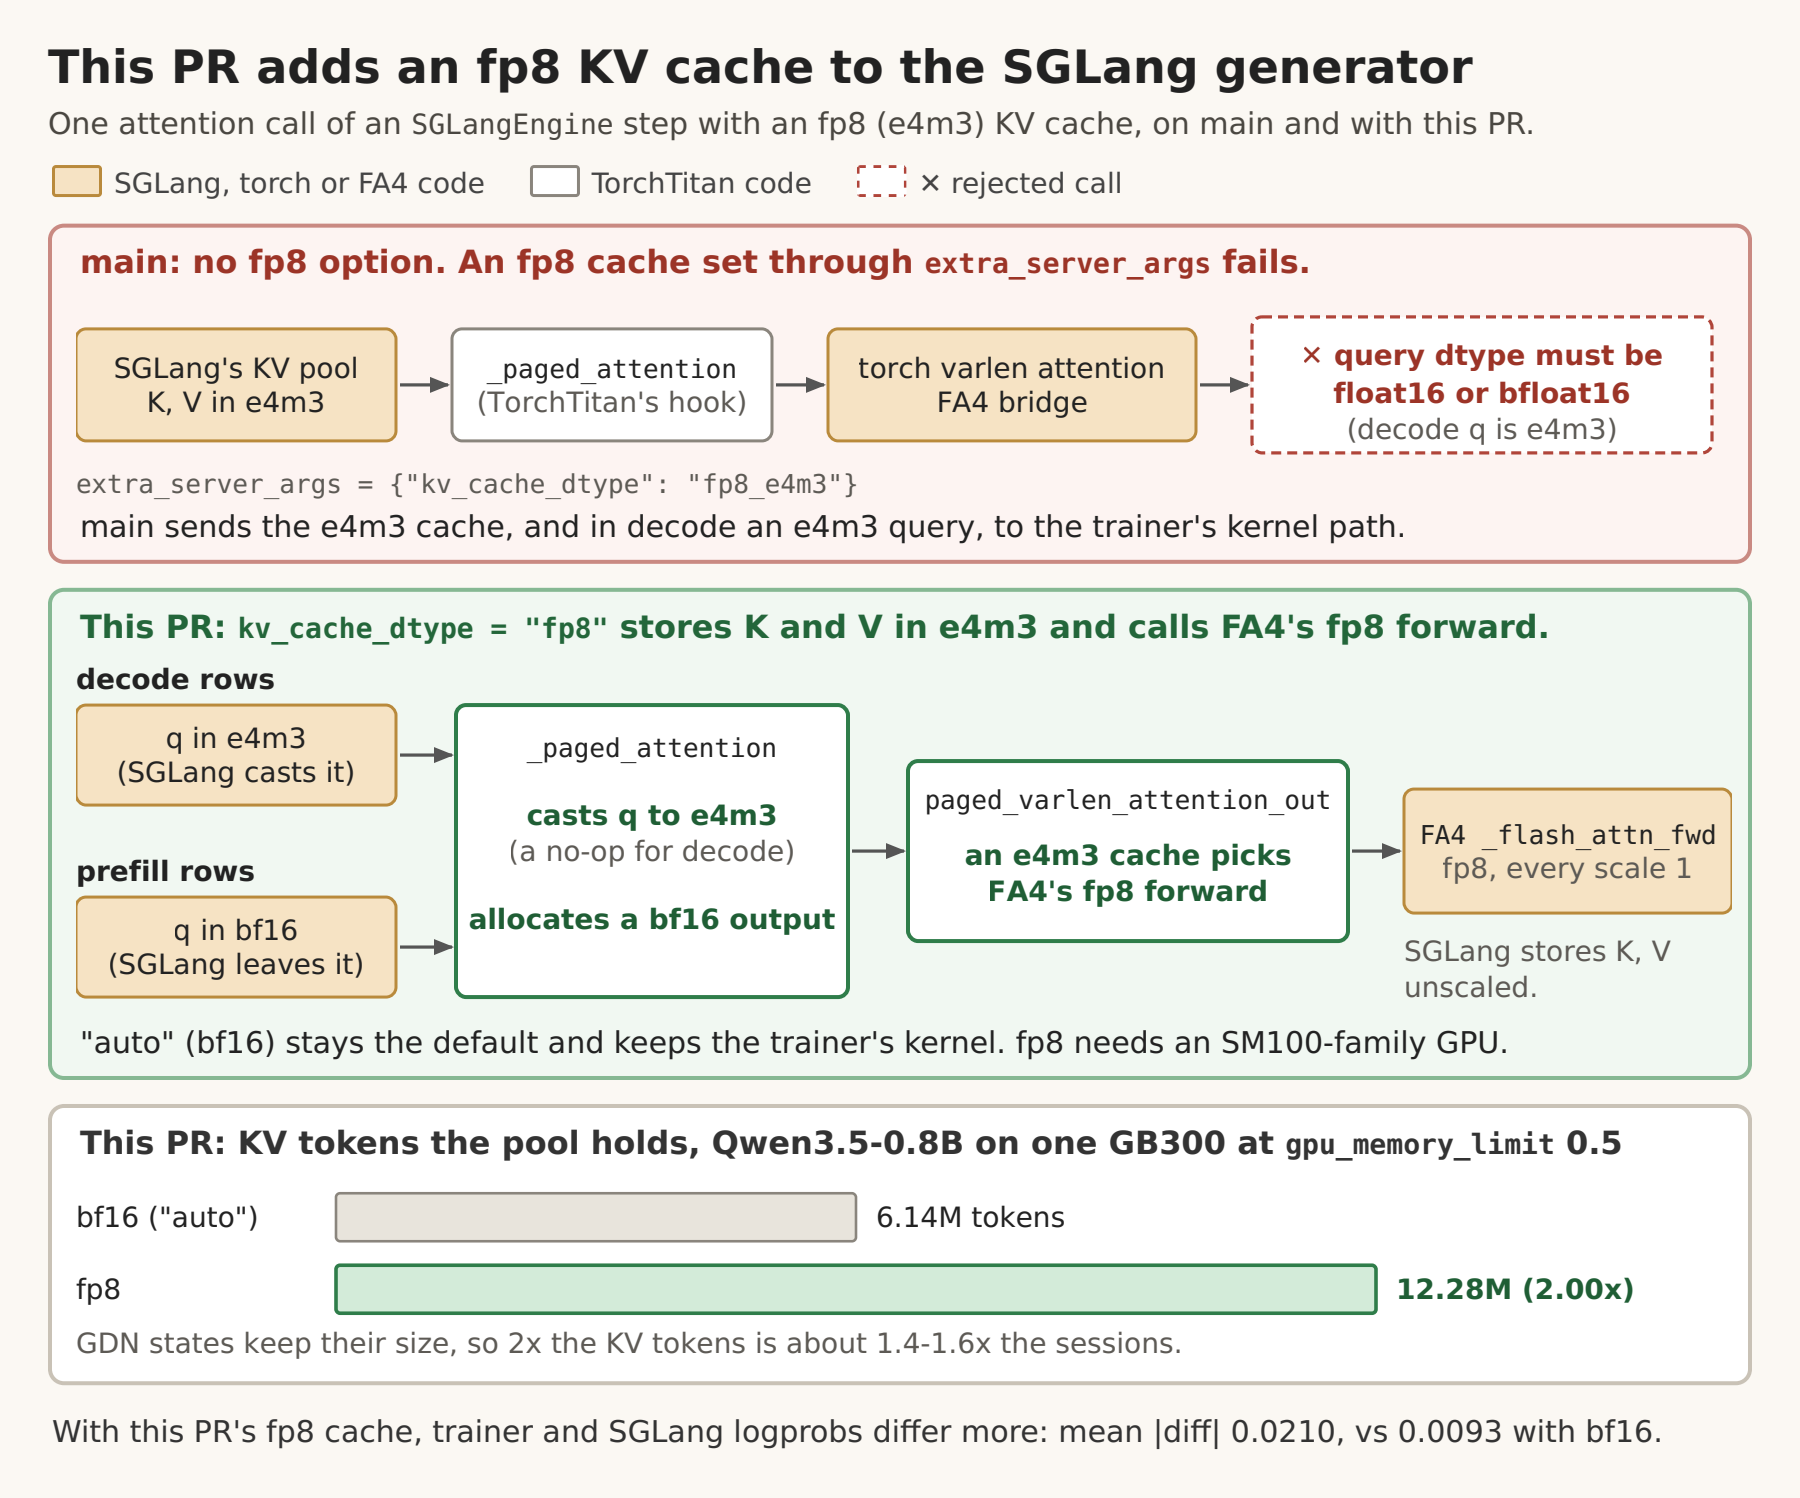 This PR adds an fp8 KV cache to the SGLang generator
One attention call of an SGLangEngine step with an fp8 (e4m3) KV cache, on main and with this PR.
SGLang, torch or FA4 code
TorchTitan code
✕ rejected call
main: no fp8 option. An fp8 cache set through extra_server_args fails.
SGLang's KV pool
K, V in e4m3
_paged_attention
(TorchTitan's hook)
torch varlen attention
FA4 bridge
✕ query dtype must be
float16 or bfloat16
(decode q is e4m3)
extra_server_args = {"kv_cache_dtype": "fp8_e4m3"}
main sends the e4m3 cache, and in decode an e4m3 query, to the trainer's kernel path.
This PR: kv_cache_dtype = "fp8" stores K and V in e4m3 and calls FA4's fp8 forward.
decode rows
q in e4m3
(SGLang casts it)
prefill rows
q in bf16
(SGLang leaves it)
_paged_attention
casts q to e4m3
(a no-op for decode)
allocates a bf16 output
paged_varlen_attention_out
an e4m3 cache picks
FA4's fp8 forward
FA4 _flash_attn_fwd
fp8, every scale 1
SGLang stores K, V
unscaled.
"auto" (bf16) stays the default and keeps the trainer's kernel. fp8 needs an SM100-family GPU.
This PR: KV tokens the pool holds, Qwen3.5-0.8B on one GB300 at gpu_memory_limit 0.5
bf16 ("auto")
6.14M tokens
fp8
12.28M (2.00x)
GDN states keep their size, so 2x the KV tokens is about 1.4-1.6x the sessions.
With this PR's fp8 cache, trainer and SGLang logprobs differ more: mean |diff| 0.0210, vs 0.0093 with bf16.